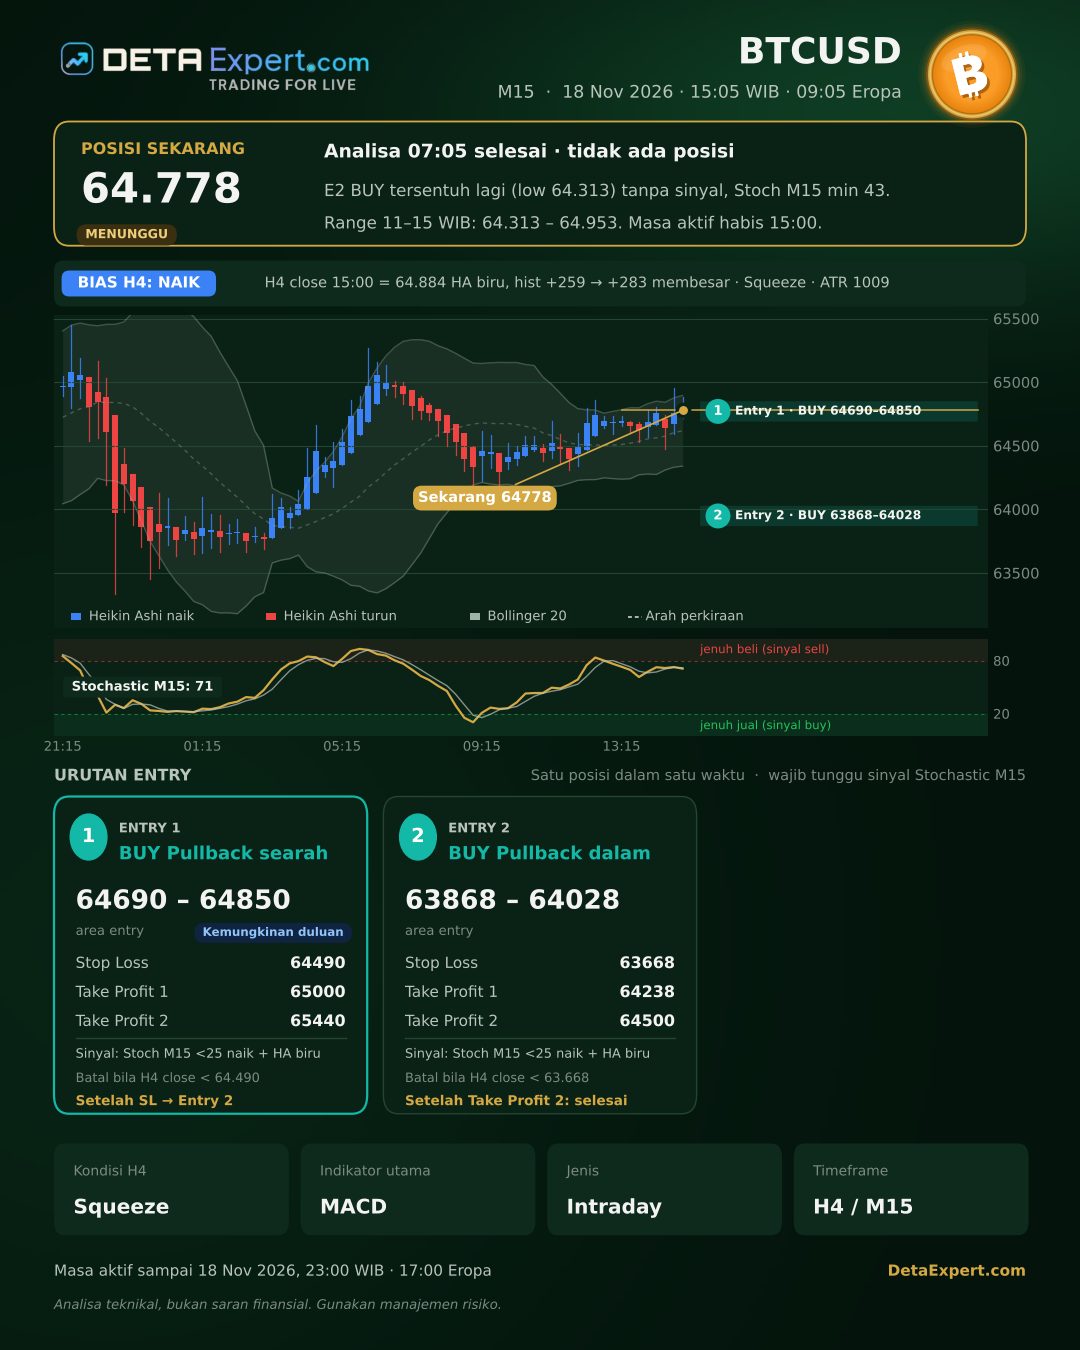 DETA Expert.com
TRADING FOR LIVE
BTCUSD
M15 · 18 Nov 2026 · 15:05 WIB · 09:05 Eropa
POSISI SEKARANG
64.778
MENUNGGU
Analisa 07:05 selesai · tidak ada posisi
E2 BUY tersentuh lagi (low 64.313) tanpa sinyal, Stoch M15 min 43.
Range 11–15 WIB: 64.313 – 64.953. Masa aktif habis 15:00.
BIAS H4: NAIK
H4 close 15:00 = 64.884 HA biru, hist +259 → +283 membesar · Squeeze · ATR 1009
65500
65000
64500
64000
63500
1 Entry 1 · BUY 64690–64850
Sekarang 64778
2 Entry 2 · BUY 63868–64028
Heikin Ashi naik
Heikin Ashi turun
Bollinger 20
Arah perkiraan
jenuh beli (sinyal sell)
80
Stochastic M15: 71
20
jenuh jual (sinyal buy)
21:15
01:15
05:15
09:15
13:15
URUTAN ENTRY
Satu posisi dalam satu waktu · wajib tunggu sinyal Stochastic M15
1
ENTRY 1
BUY Pullback searah
64690 – 64850
area entry
Kemungkinan duluan
Stop Loss 64490
Take Profit 1 65000
Take Profit 2 65440
Sinyal: Stoch M15 <25 naik + HA biru
Batal bila H4 close < 64.490
Setelah SL → Entry 2
2
ENTRY 2
BUY Pullback dalam
63868 – 64028
area entry
Stop Loss 63668
Take Profit 1 64238
Take Profit 2 64500
Sinyal: Stoch M15 <25 naik + HA biru
Batal bila H4 close < 63.668
Setelah Take Profit 2: selesai
Kondisi H4
Squeeze
Indikator utama
MACD
Jenis
Intraday
Timeframe
H4 / M15
Masa aktif sampai 18 Nov 2026, 23:00 WIB · 17:00 Eropa
DetaExpert.com
Analisa teknikal, bukan saran finansial. Gunakan manajemen risiko.